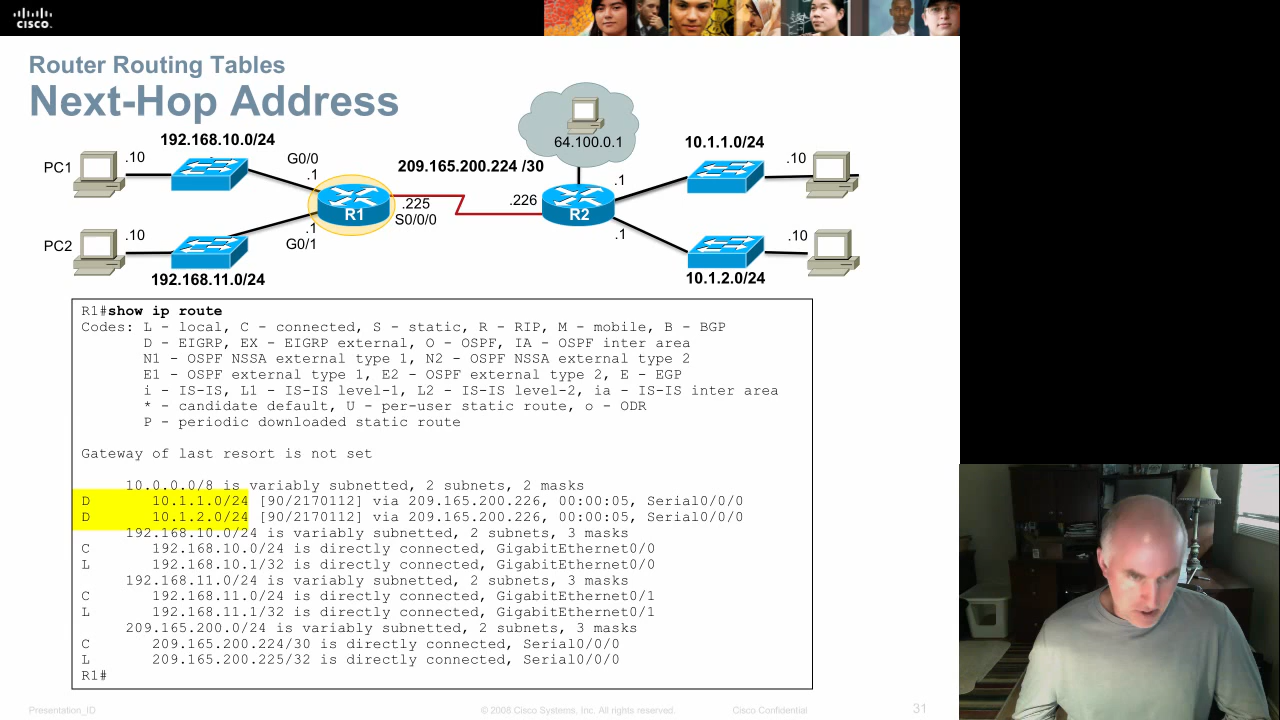 CISCO.
Router Routing Tables
Next-Hop Address
64.100.0.1
192.168.10.0/24
10.1.1.0/24
PC1
.10
G0/0
.1
209.165.200.224 /30
.1
.10
R1
.225
S0/0/0
.226
R2
PC2
.10
.1
G0/1
.1
.10
192.168.11.0/24
10.1.2.0/24
R1#show ip route
Codes: L - local, C - connected, S - static, R - RIP, M - mobile, B - BGP
D - EIGRP, EX - EIGRP external, O - OSPF, IA - OSPF inter area
N1 - OSPF NSSA external type 1, N2 - OSPF NSSA external type 2
E1 - OSPF external type 1, E2 - OSPF external type 2, E - EGP
i - IS-IS, L1 - IS-IS level-1, L2 - IS-IS level-2, ia - IS-IS inter area
* - candidate default, U - per-user static route, o - ODR
P - periodic downloaded static route
Gateway of last resort is not set
10.0.0.0/8 is variably subnetted, 2 subnets, 2 masks
D 10.1.1.0/24 [90/2170112] via 209.165.200.226, 00:00:05, Serial0/0/0
D 10.1.2.0/24 [90/2170112] via 209.165.200.226, 00:00:05, Serial0/0/0
192.168.10.0/24 is variably subnetted, 2 subnets, 3 masks
C 192.168.10.0/24 is directly connected, GigabitEthernet0/0
L 192.168.10.1/32 is directly connected, GigabitEthernet0/0
192.168.11.0/24 is variably subnetted, 2 subnets, 3 masks
C 192.168.11.0/24 is directly connected, GigabitEthernet0/1
L 192.168.11.1/32 is directly connected, GigabitEthernet0/1
209.165.200.0/24 is variably subnetted, 2 subnets, 3 masks
C 209.165.200.224/30 is directly connected, Serial0/0/0
L 209.165.200.225/32 is directly connected, Serial0/0/0
R1#
Presentation_ID
© 2008 Cisco Systems, Inc. All rights reserved.
Cisco Confidential
31